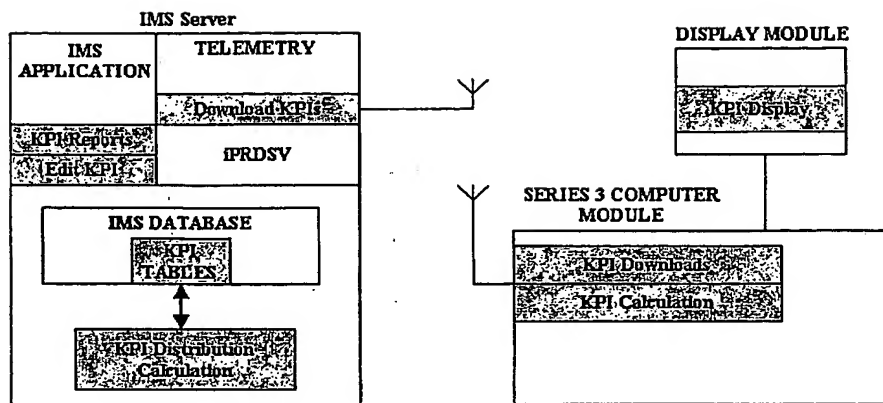 IMS Server
IMS
APPLICATION
TELEMETRY
Download KPIs
KPI Reports
Edit KPI
iPRDSV
IMS DATABASE
KPI
TABLES
KPI Distribution
Calculation
DISPLAY MODULE
KPI Display
SERIES 3 COMPUTER
MODULE
KPI Downloads
KPI Calculation